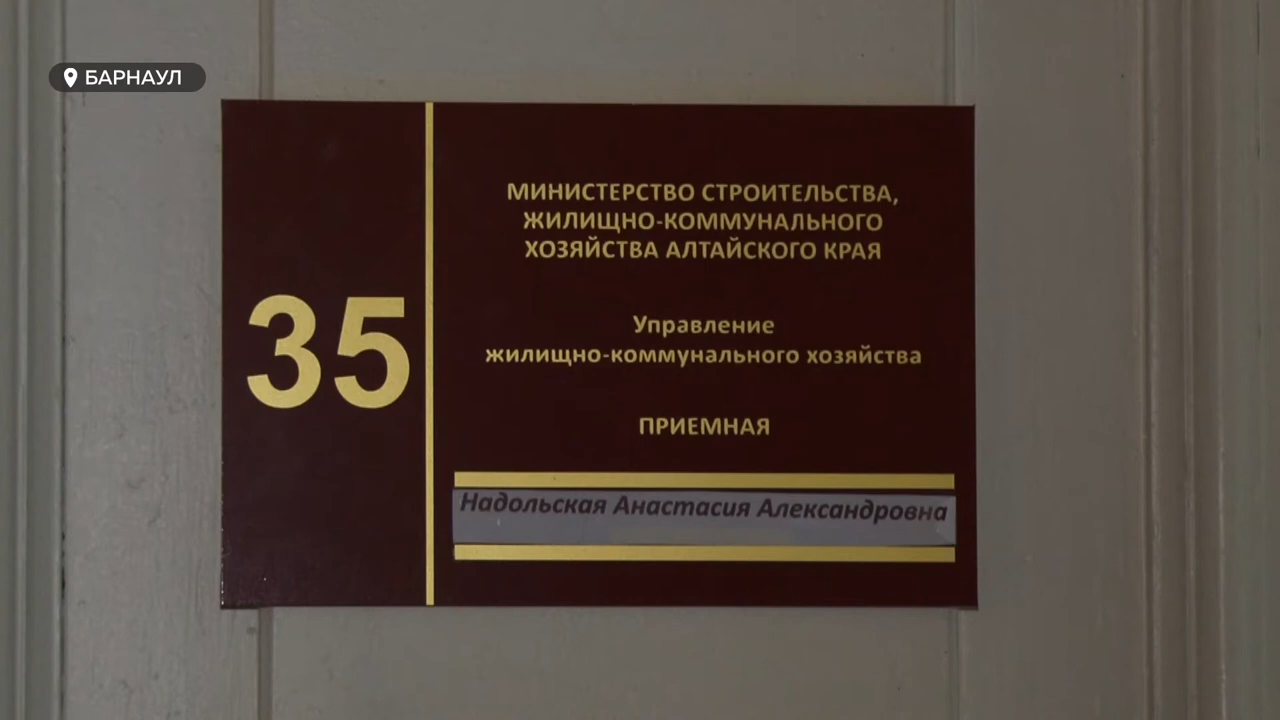 БАРНАУЛ
35
МИНИСТЕРСТВО СТРОИТЕЛЬСТВА,
ЖИЛИЩНО-КОММУНАЛЬНОГО
ХОЗЯЙСТВА АЛТАЙСКОГО КРАЯ
Управление
жилищно-коммунального хозяйства
ПРИЕМНАЯ
Надольская Анастасия Александровна